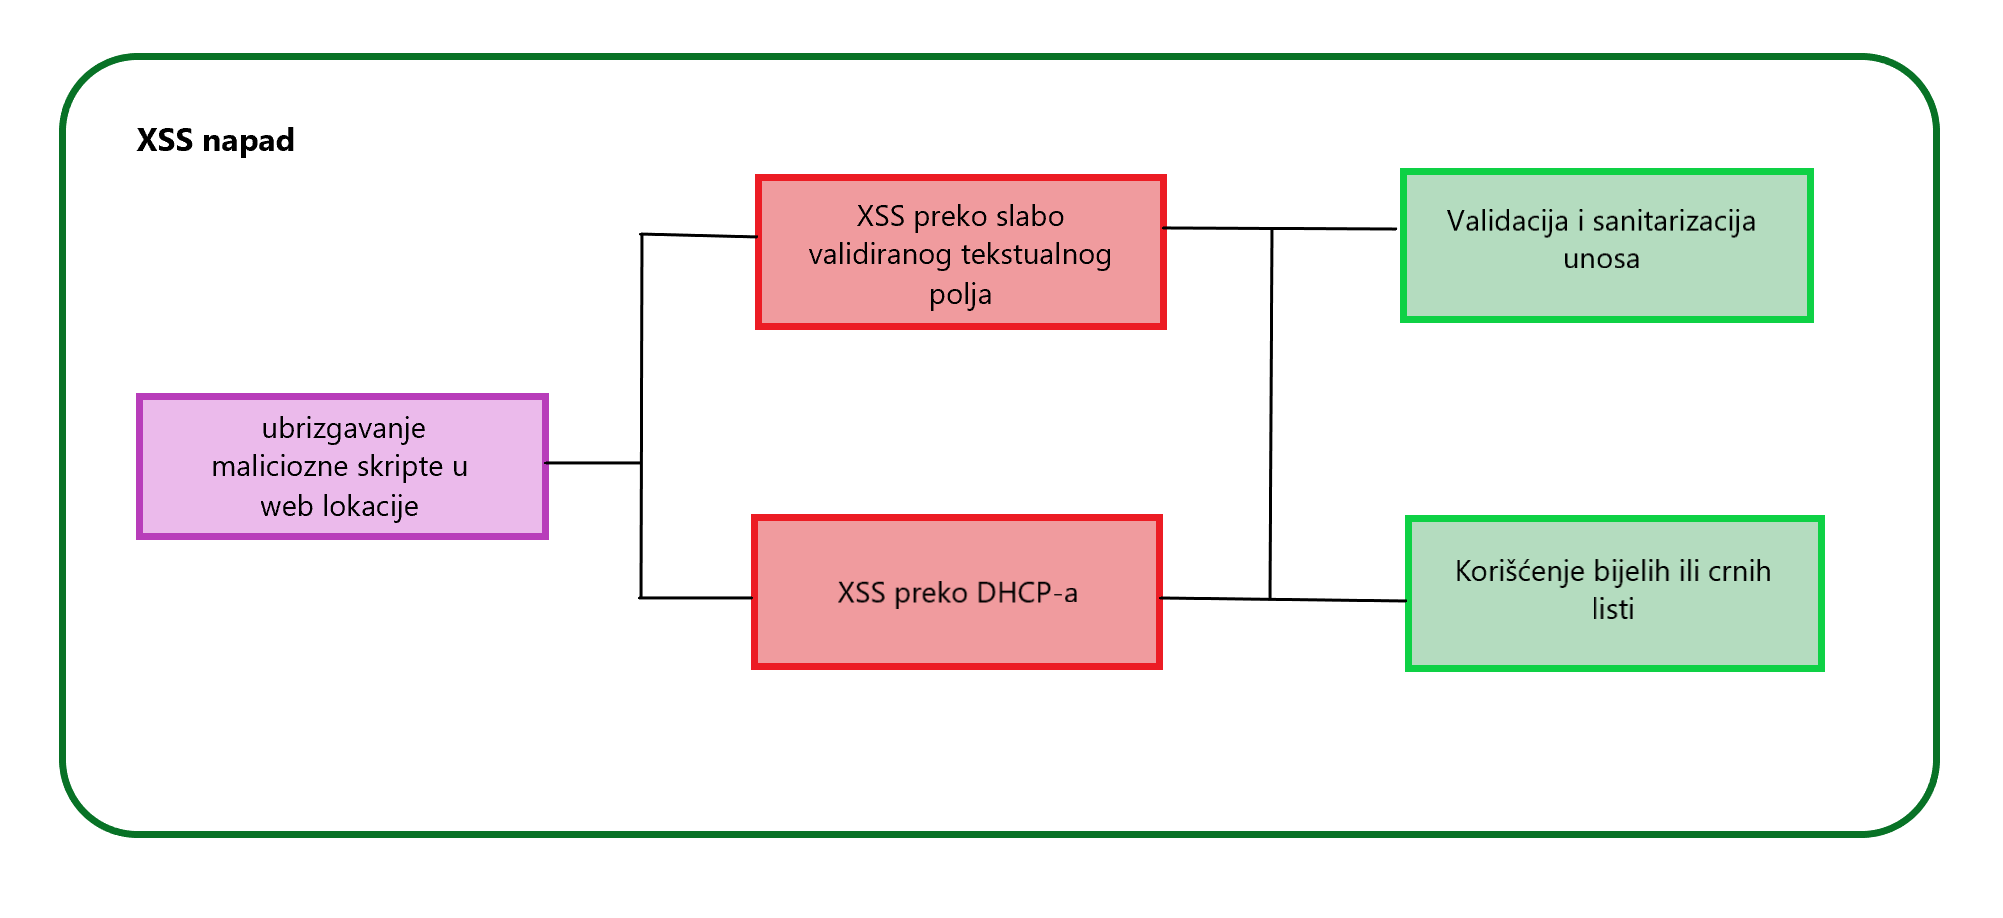 XSS napad
ubrizgavanje
maliciozne skripte u
web lokacije
XSS preko slabo
validiranog tekstualnog
polja
XSS preko DHCP-a
Validacija i sanitarizacija
unosa
Korišćenje bijelih ili crnih
listi